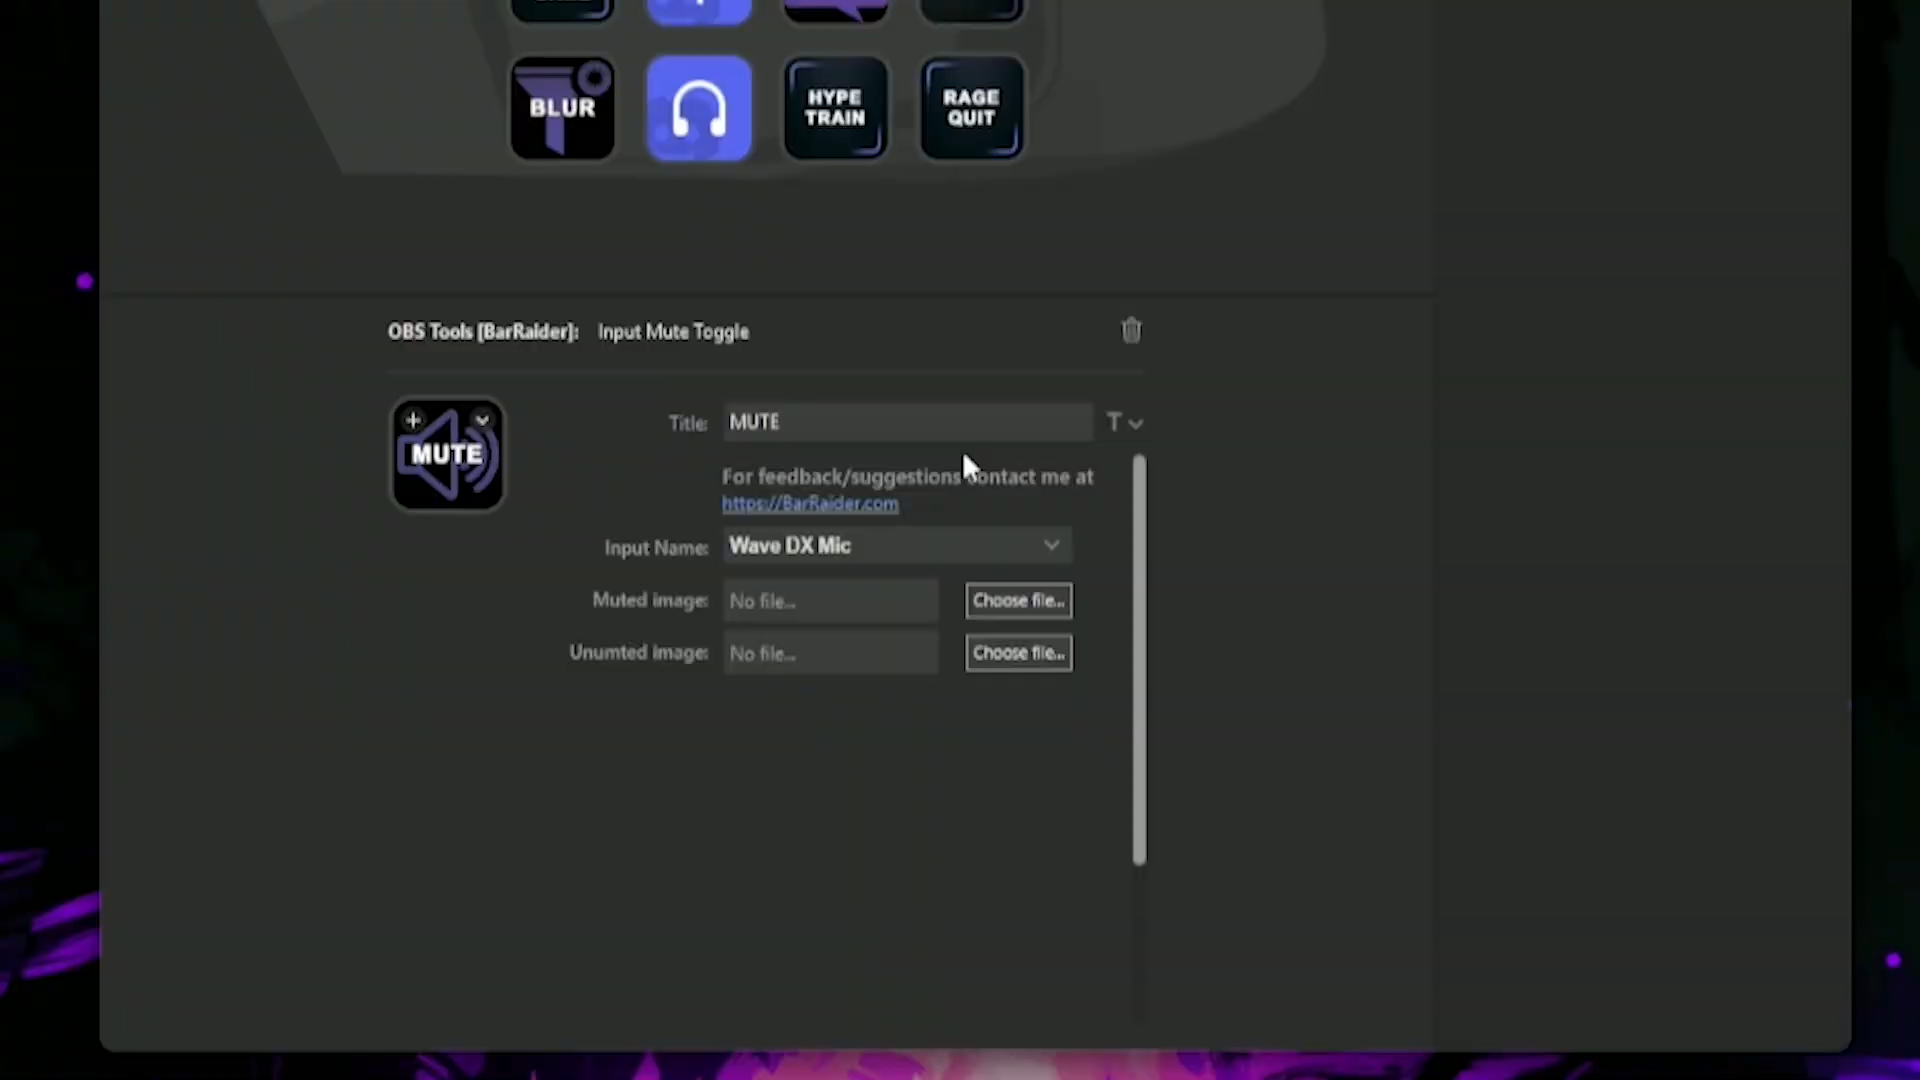 BLUR
HYPE
TRAIN
RAGE
QUIT
OBS Tools [BarRaider]: Input Mute Toggle
MUTE
Title: MUTE
T
For feedback/suggestions contact me at
https://BarRaider.com
Input Name: Wave DX Mic
Muted image: No file... Choose file...
Unumted image: No file... Choose file...